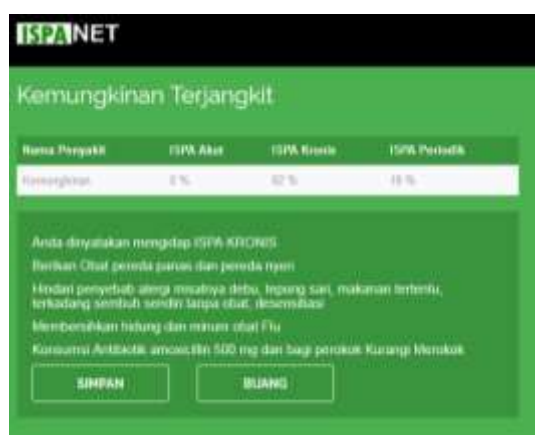 ISPANET
Kemungkinan Terjangkit
Nama Penyakit ISPA Akut ISPA Kronis ISPA Periodik
Kemungkinan %
Anda dinyatakan mengidap ISPA KRONIS
Berikan Obat pereda panas dan pereda nyeri
Hindari penyebab alergi misalnya debu, tepung sari, makanan tertentu,
terkadang sembuh sendiri tanpa obat, desensitiasi
Membersihkan hidung dan minum obat Flu
Konsumsi Antibiotik amoxcillin 500 mg dan bagi perokok Kurangi Merokok
SIMPAN BUANG